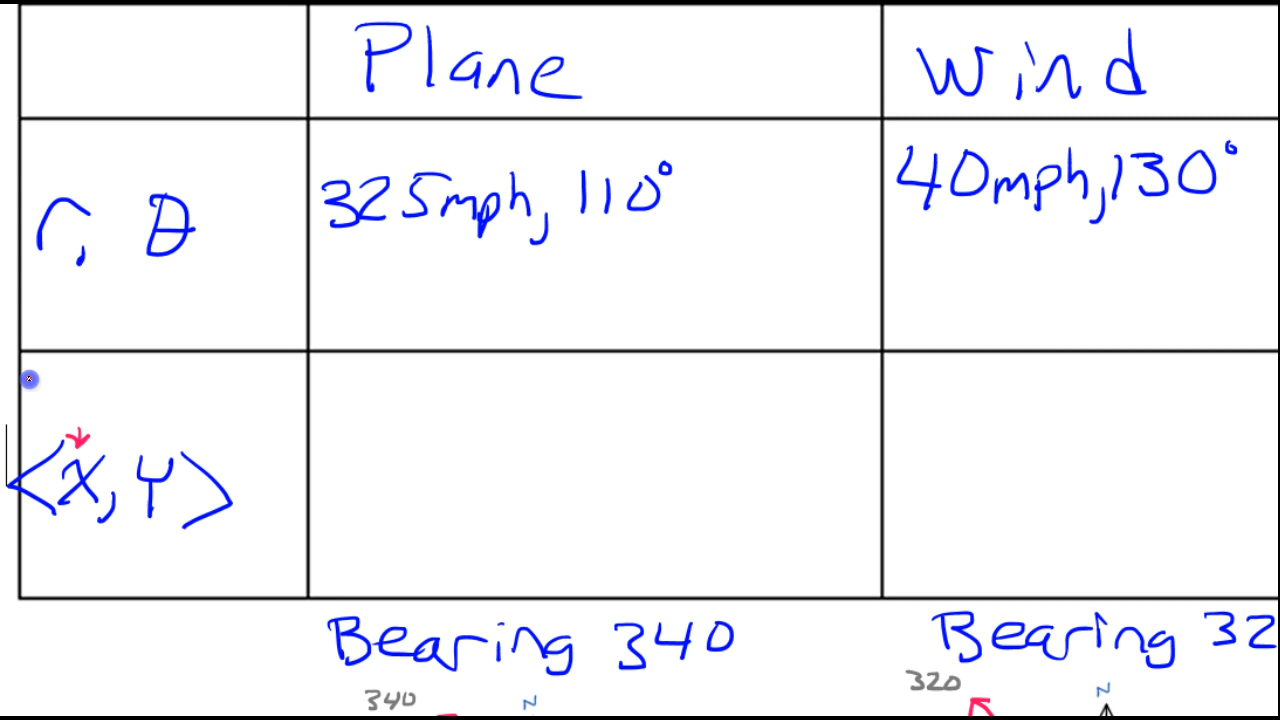 Plane Wind
r, θ 325mph, 110° 40mph, 130°
<x, y>
Bearing 340 Bearing 32
340 N 320 N